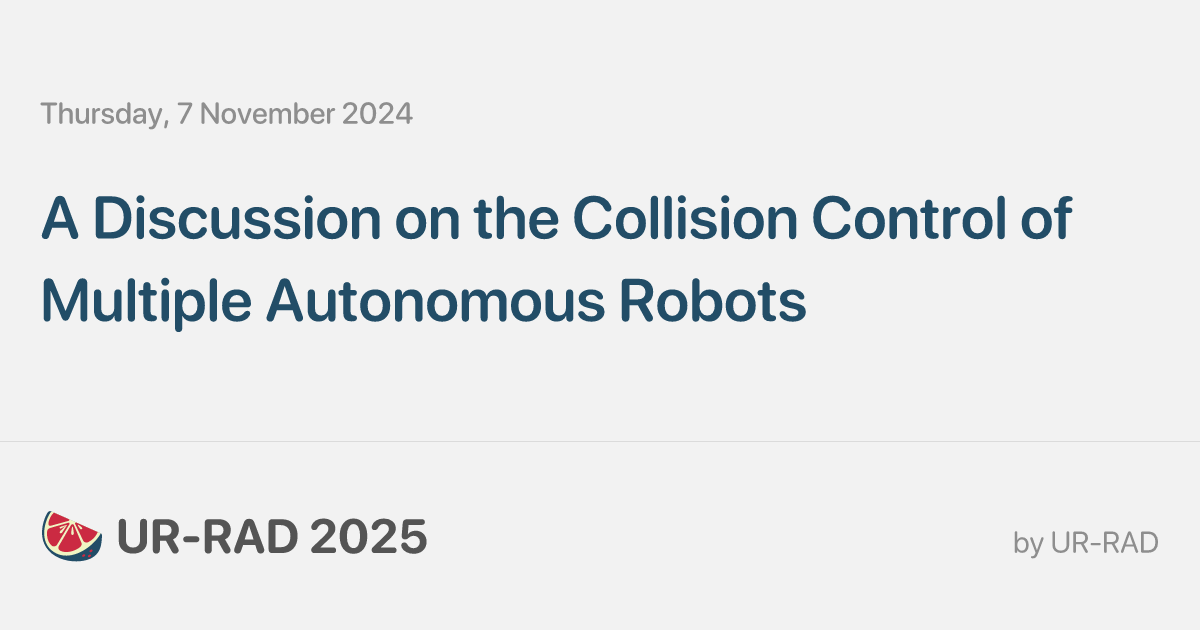 Thursday, 7 November 2024
A Discussion on the Collision Control of
Multiple Autonomous Robots
UR-RAD 2025
by UR-RAD